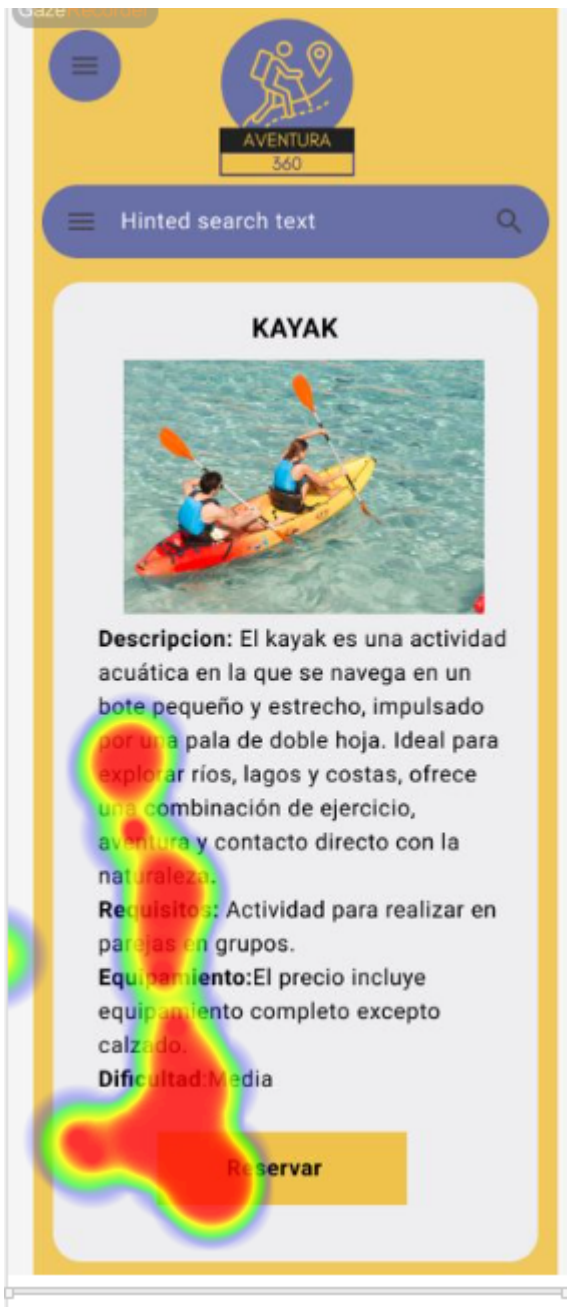 GazeRecorder
AVENTURA
360
Hinted search text
KAYAK
Descripcion: El kayak es una actividad
acuática en la que se navega en un
bote pequeño y estrecho, impulsado
por una pala de doble hoja. Ideal para
explorar ríos, lagos y costas, ofrece
una combinación de ejercicio,
aventura y contacto directo con la
naturaleza.
Requisitos: Actividad para realizar en
parejas en grupos.
Equipamiento:El precio incluye
equipamiento completo excepto
calzado.
Dificultad:Media
Reservar